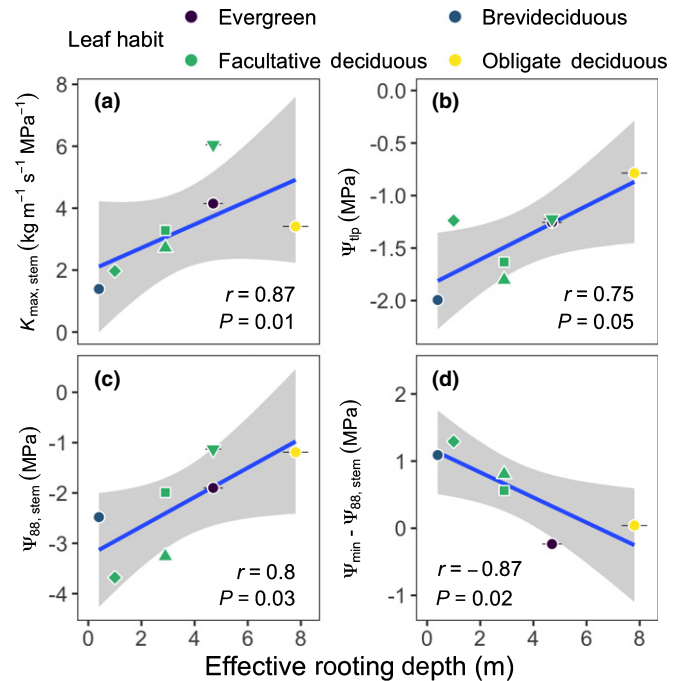 Leaf habit
Evergreen
Brevideciduous
Facultative deciduous
Obligate deciduous
(a)
K max, stem (kg m⁻¹ s⁻¹ MPa⁻¹)
8
6
4
2
0
r = 0.87
P = 0.01
(b)
Ψtlp (MPa)
0.0
-0.5
-1.0
-1.5
-2.0
r = 0.75
P = 0.05
(c)
Ψ88, stem (MPa)
0
-1
-2
-3
-4
r = 0.8
P = 0.03
0 2 4 6 8
(d)
Ψmin - Ψ88, stem (MPa)
2
1
0
-1
r = −0.87
P = 0.02
0 2 4 6 8
Effective rooting depth (m)